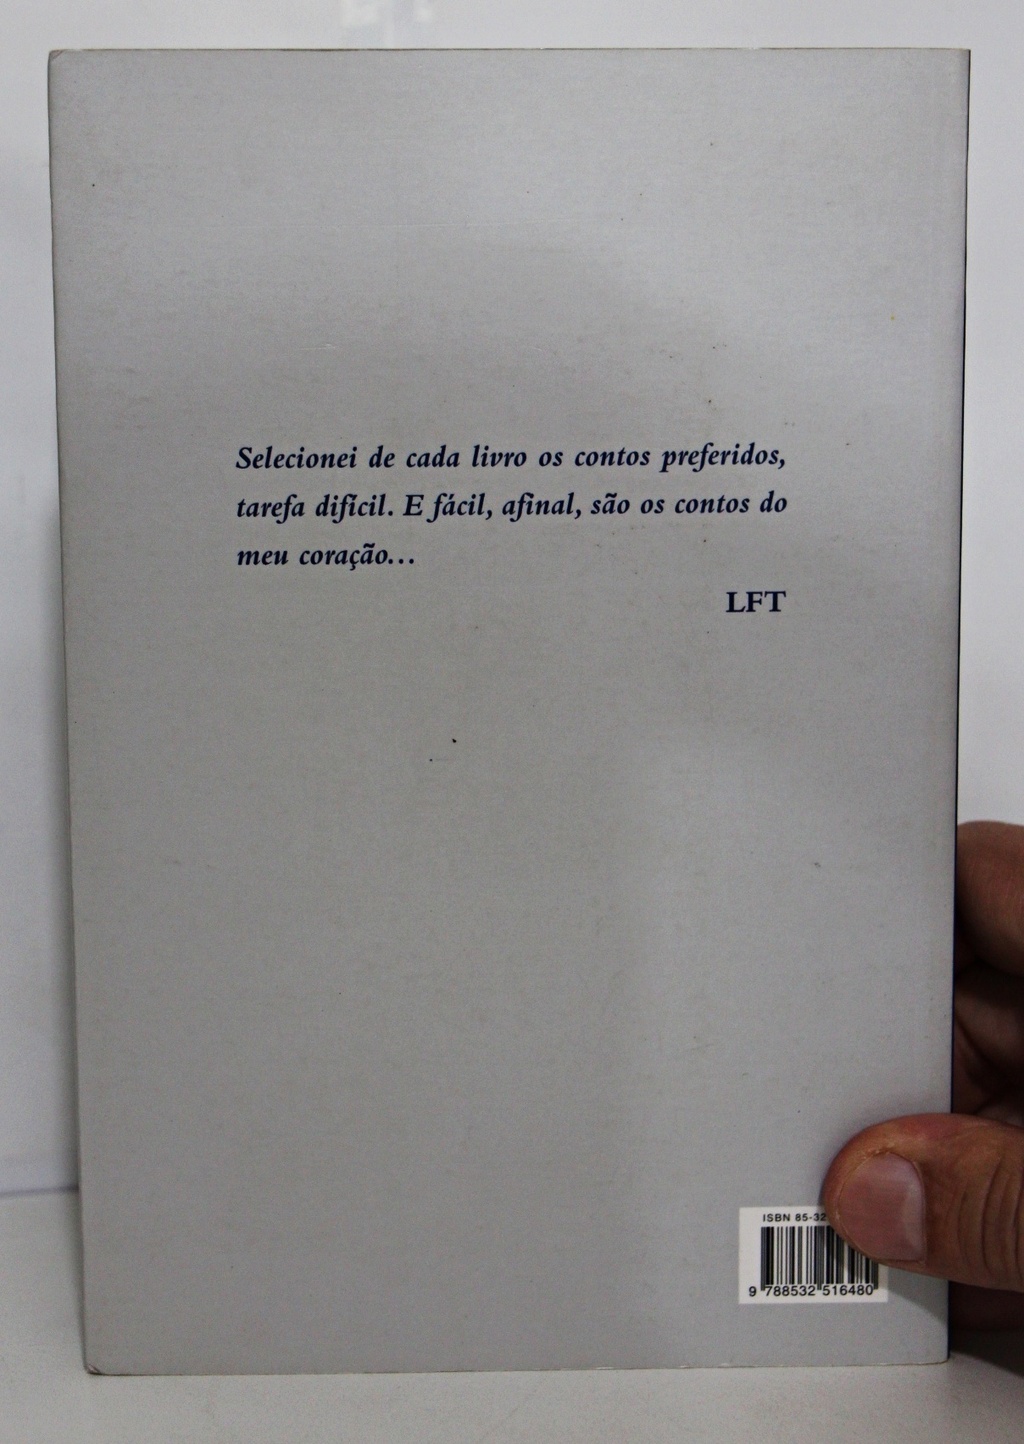 Selecionei de cada livro os contos preferidos,
tarefa difícil. E fácil, afinal, são os contos do
meu coração...
LFT
ISBN 85-32
9 788532 516480